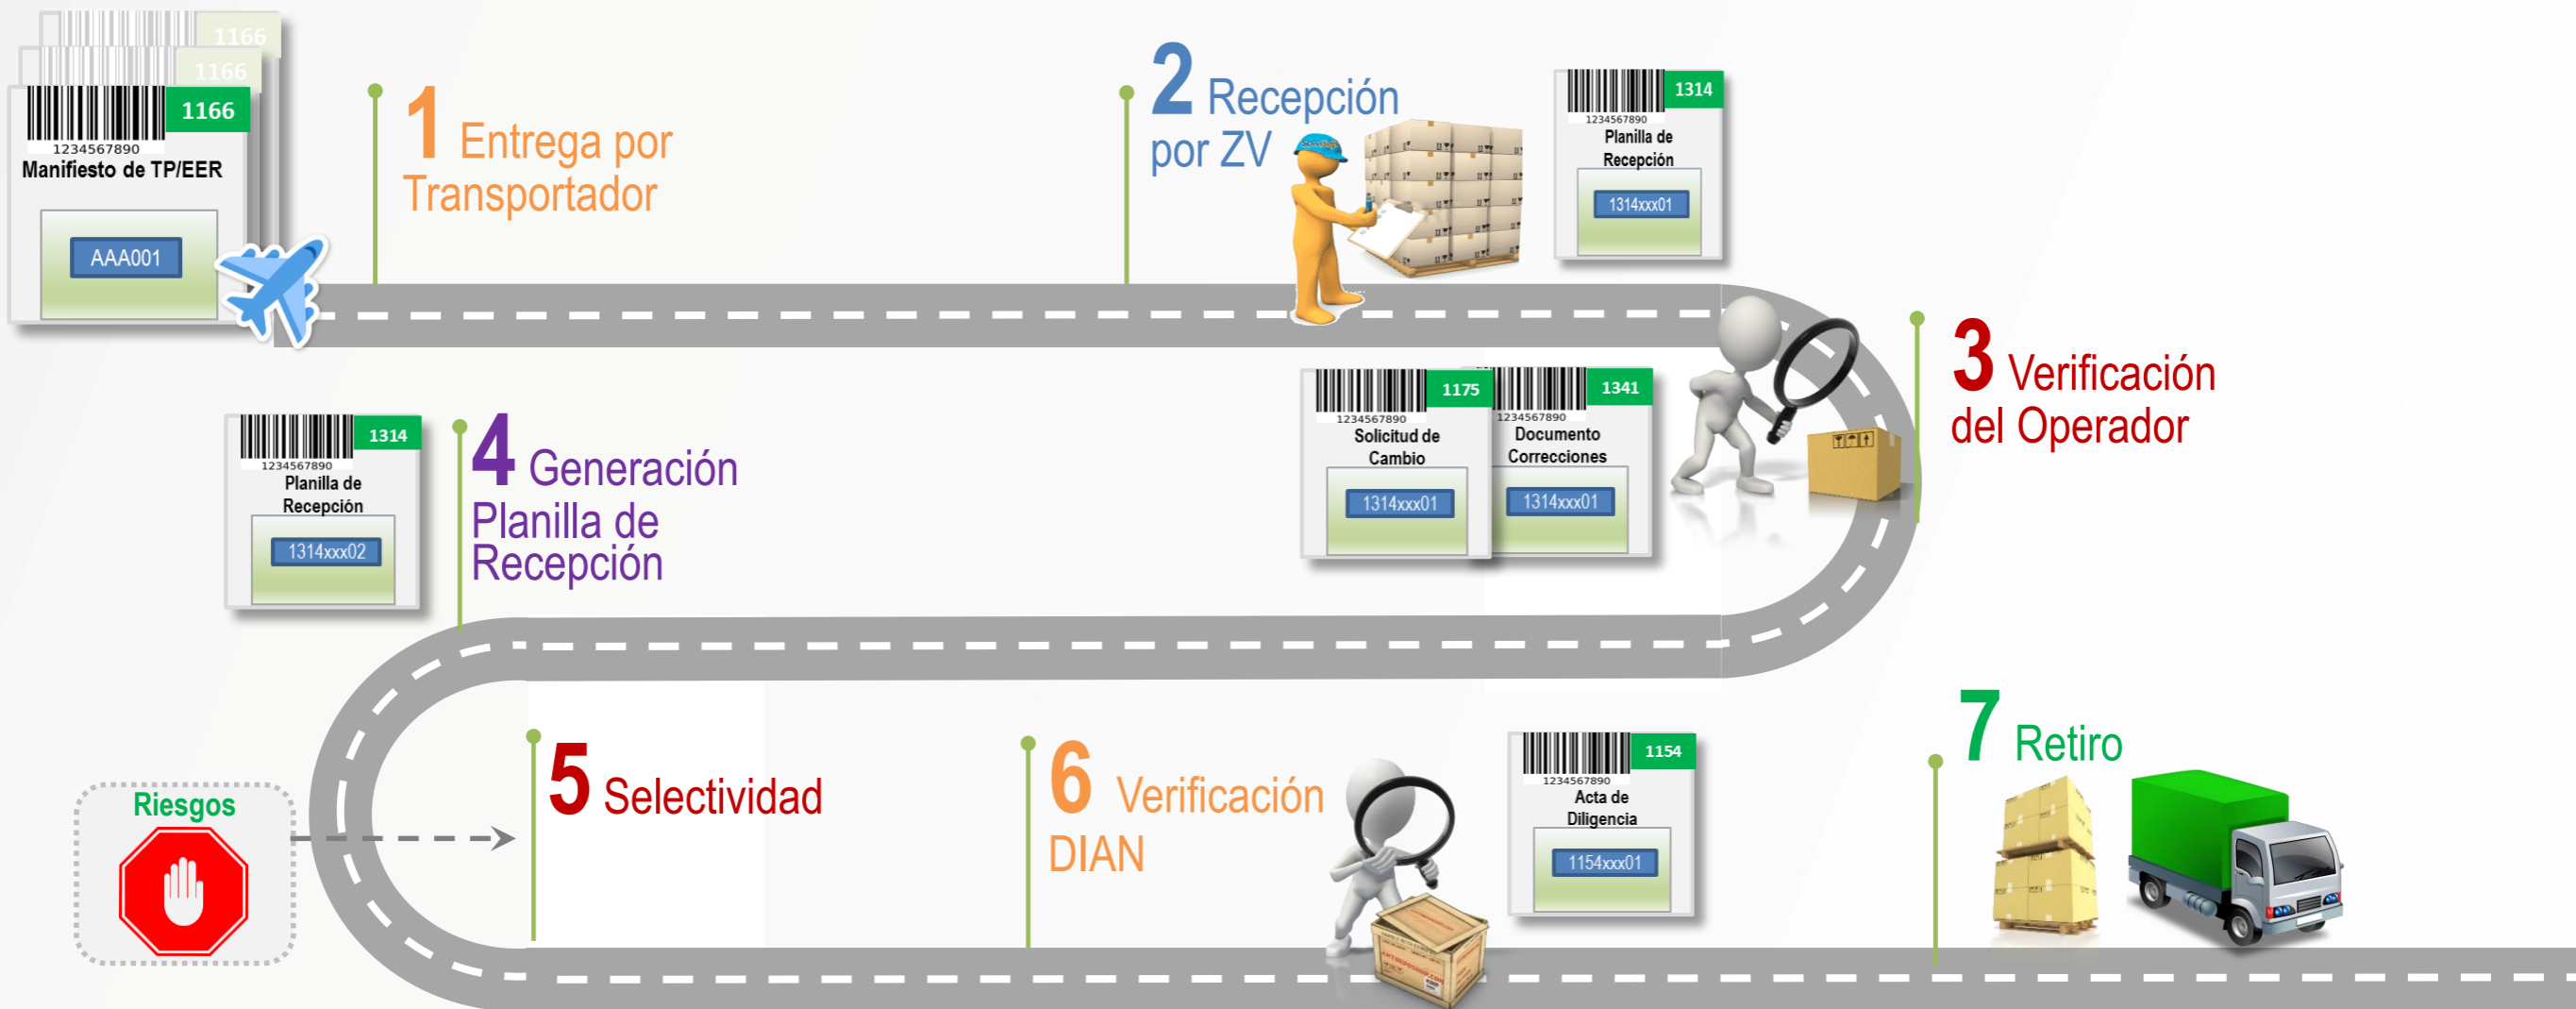 1166
1166
1166
1234567890
Manifiesto de TP/EER
AAA001
1 Entrega por
Transportador
2 Recepción
por ZV
1314
1234567890
Planilla de
Recepción
1314xxx01
3 Verificación
del Operador
1175
1234567890
Solicitud de
Cambio
1314xxx01
1341
1234567890
Documento
Correcciones
1314xxx01
1314
1234567890
Planilla de
Recepción
1314xxx02
4 Generación
Planilla de
Recepción
Riesgos
5 Selectividad
6 Verificación
DIAN
1154
1234567890
Acta de
Diligencia
1154xxx01
7 Retiro